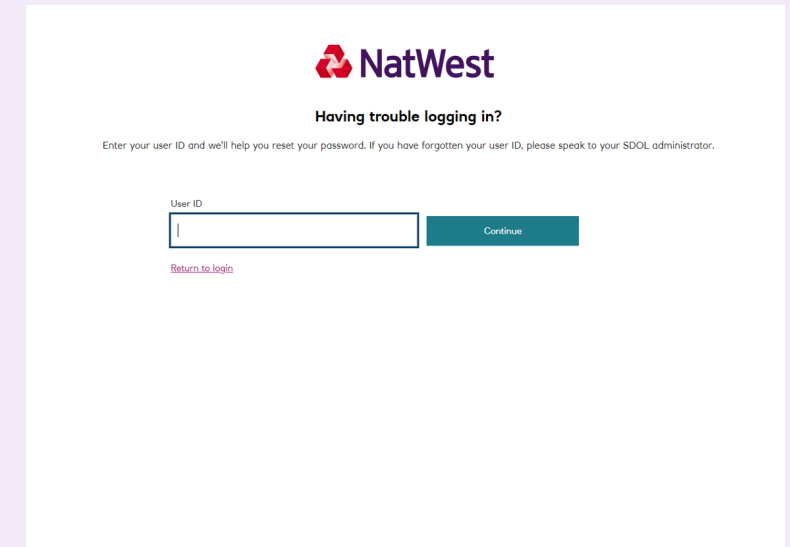 NatWest
Having trouble logging in?
Enter your user ID and we'll help you reset your password. If you have forgotten your user ID, please speak to your SDOL administrator.
User ID
Continue
Return to login